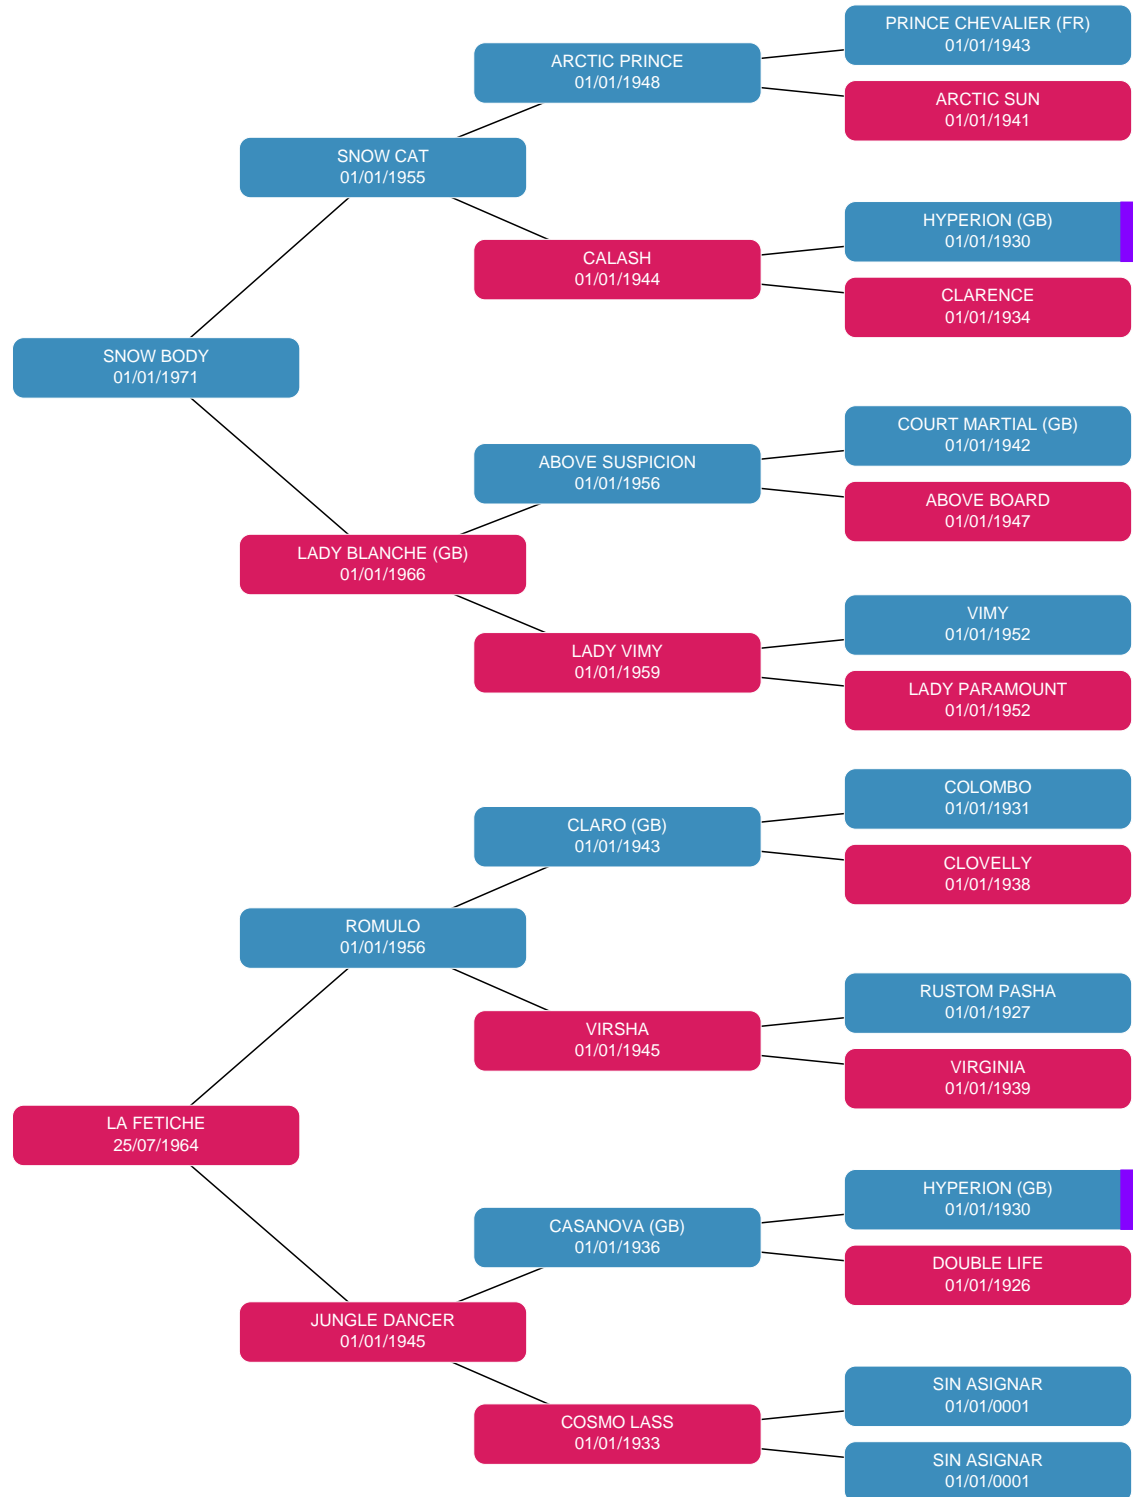 PRINCE CHEVALIER (FR)
01/01/1943
ARCTIC PRINCE
01/01/1948
ARCTIC SUN
01/01/1941
SNOW CAT
01/01/1955
HYPERION (GB)
01/01/1930
CALASH
01/01/1944
CLARENCE
01/01/1934
SNOW BODY
01/01/1971
COURT MARTIAL (GB)
01/01/1942
ABOVE SUSPICION
01/01/1956
ABOVE BOARD
01/01/1947
LADY BLANCHE (GB)
01/01/1966
VIMY
01/01/1952
LADY VIMY
01/01/1959
LADY PARAMOUNT
01/01/1952
COLOMBO
01/01/1931
CLARO (GB)
01/01/1943
CLOVELLY
01/01/1938
ROMULO
01/01/1956
RUSTOM PASHA
01/01/1927
VIRSHA
01/01/1945
VIRGINIA
01/01/1939
LA FETICHE
25/07/1964
HYPERION (GB)
01/01/1930
CASANOVA (GB)
01/01/1936
DOUBLE LIFE
01/01/1926
JUNGLE DANCER
01/01/1945
SIN ASIGNAR
01/01/0001
COSMO LASS
01/01/1933
SIN ASIGNAR
01/01/0001